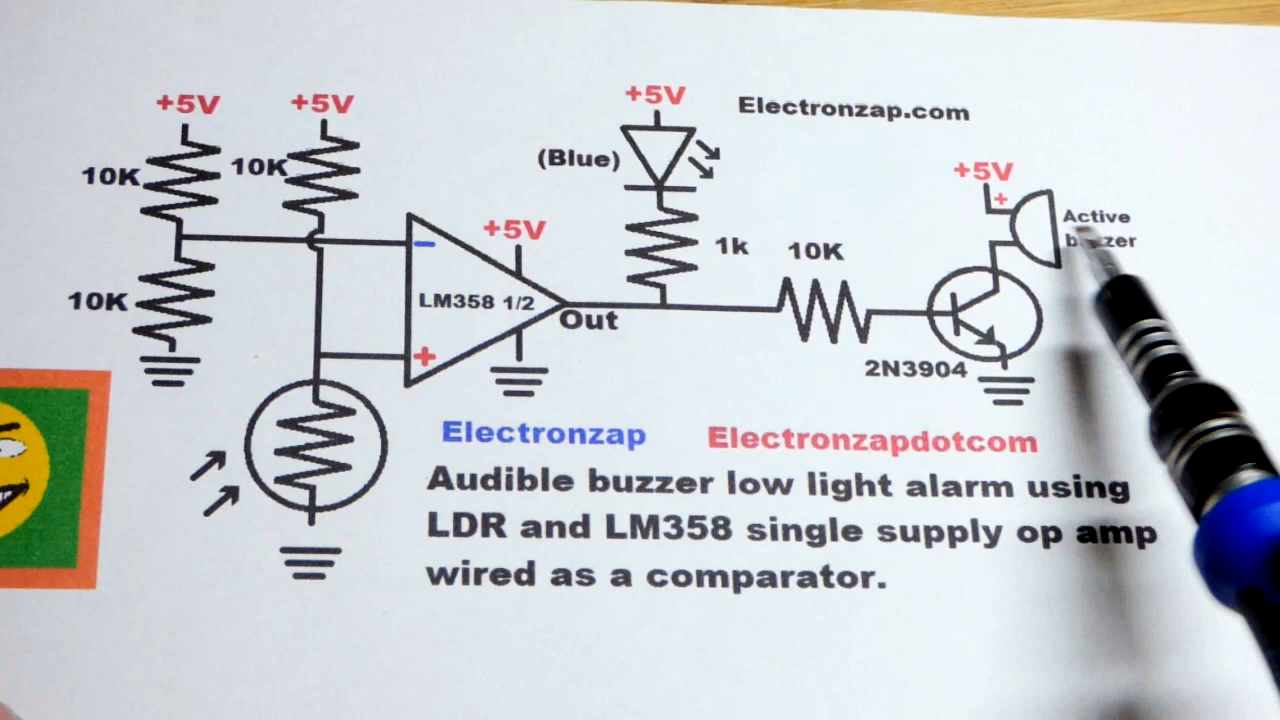 +5V
+5V
+5V
Electronzap.com
10K
10K
(Blue)
+5V
+
Active
+5V
−
1k
10K
10K
LM358 1/2
Out
+
2N3904
Electronzap
Electronzapdotcom
Audible buzzer low light alarm using
LDR and LM358 single supply op amp
wired as a comparator.